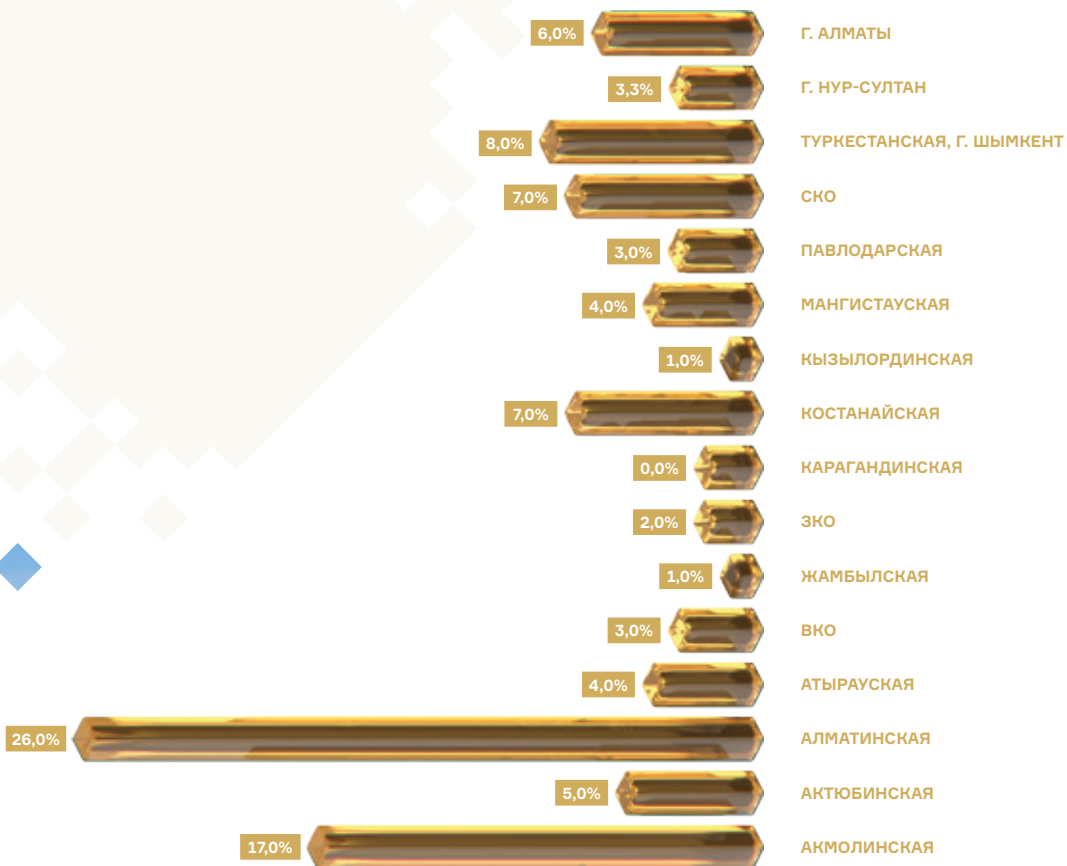 6,0% Г. АЛМАТЫ
3,3% Г. НУР-СУЛТАН
8,0% ТУРКЕСТАНСКАЯ, Г. ШЫМКЕНТ
7,0% СКО
3,0% ПАВЛОДАРСКАЯ
4,0% МАНГИСТАУСКАЯ
1,0% КЫЗЫЛОРДИНСКАЯ
7,0% КОСТАНАЙСКАЯ
0,0% КАРАГАНДИНСКАЯ
2,0% ЗКО
1,0% ЖАМБЫЛСКАЯ
3,0% ВКО
4,0% АТЫРАУСКАЯ
26,0% АЛМАТИНСКАЯ
5,0% АКТЮБИНСКАЯ
17,0% АКМОЛИНСКАЯ